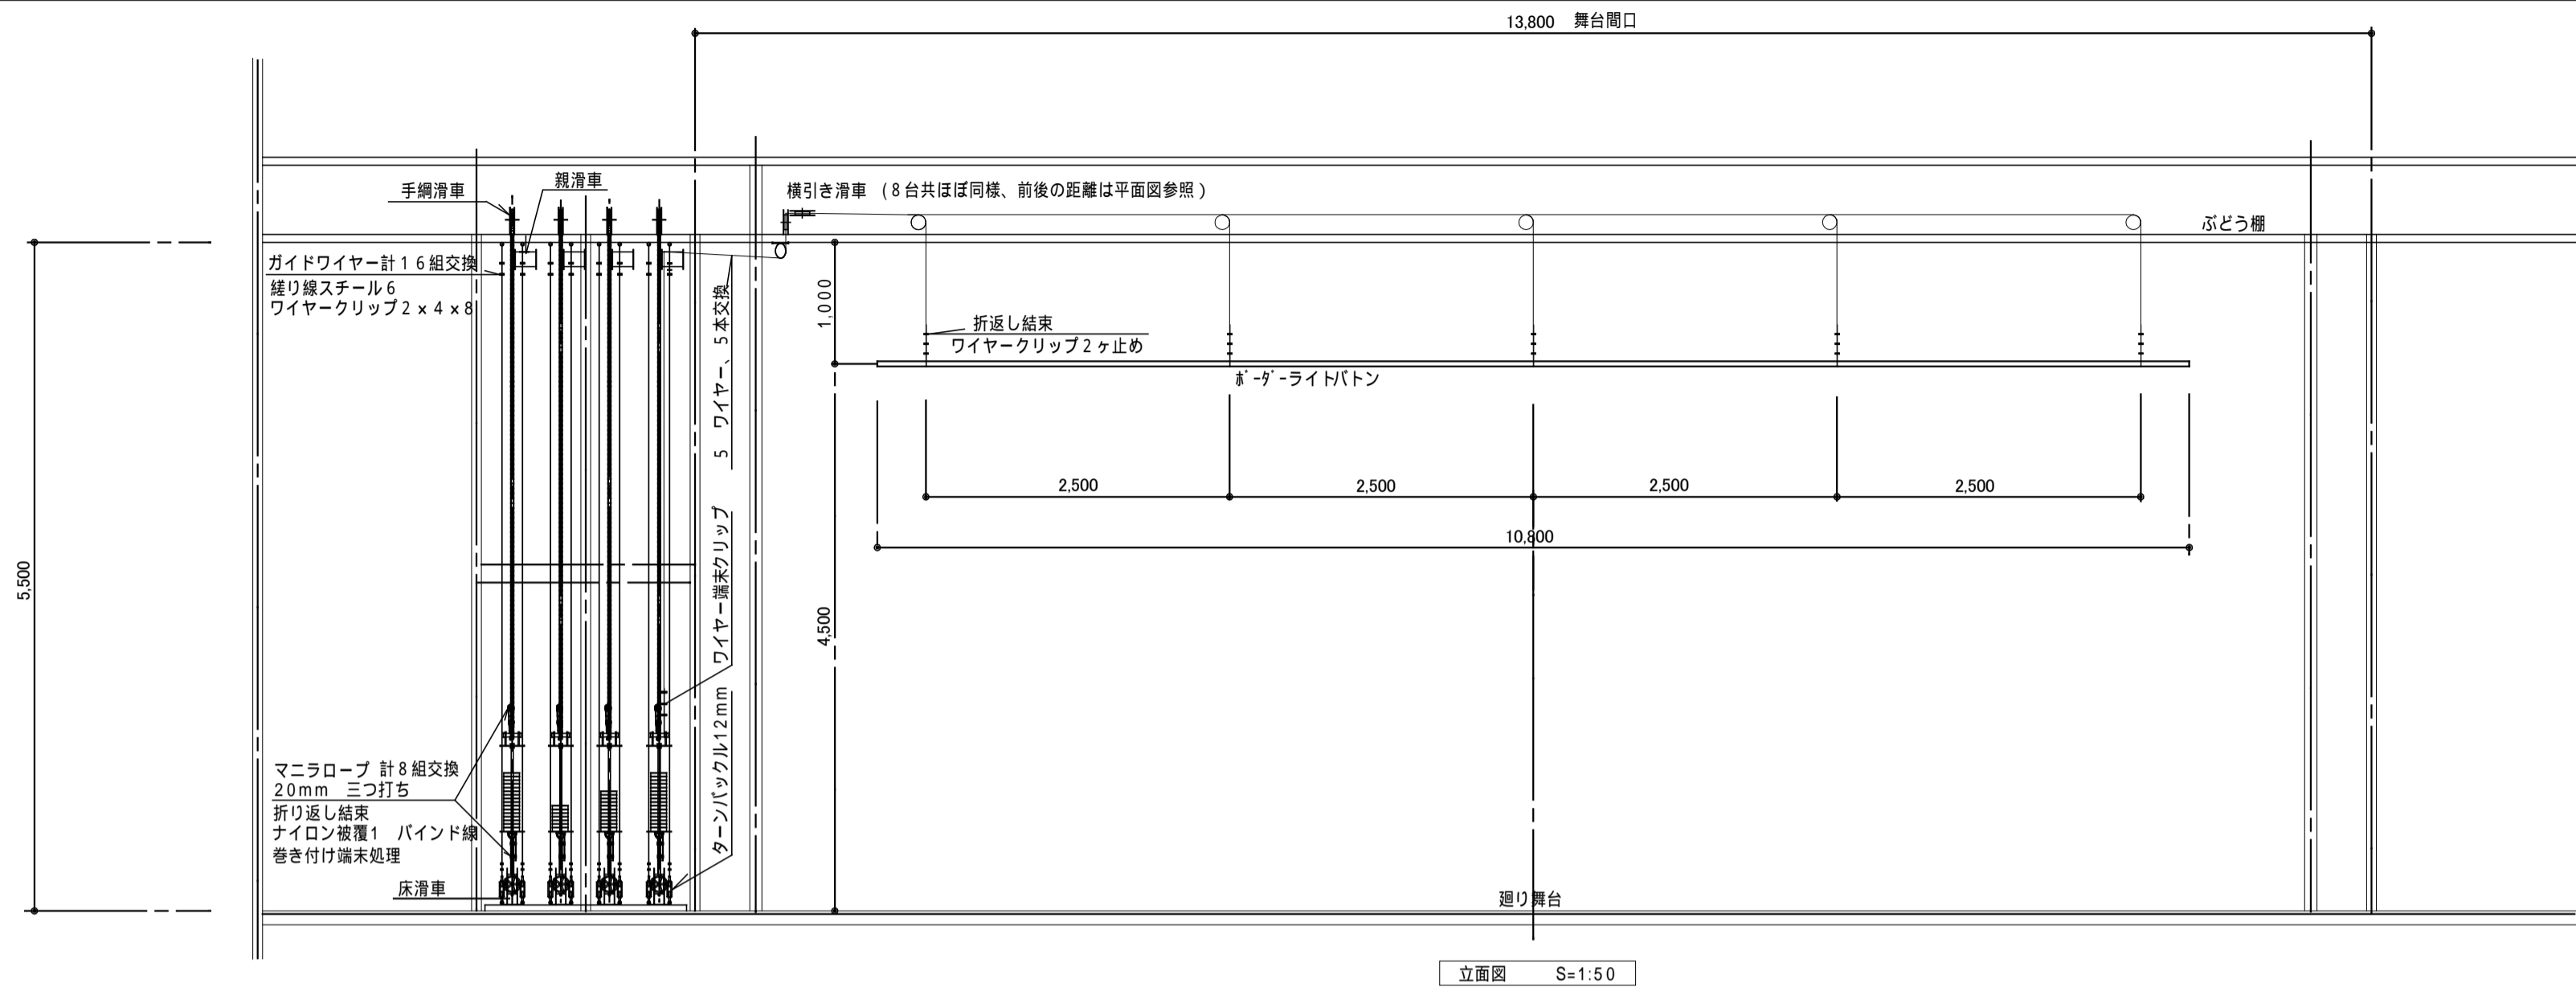 13,800 舞台間口
手綱滑車
親滑車
横引き滑車 (8台共ほぼ同様、前後の距離は平面図参照)
ぶどう棚
ガイドワイヤー計16組交換
縒り線スチール6
ワイヤークリップ2×4×8
5 ワイヤー、5本交換
1,000
折返し結束
ワイヤークリップ2ヶ止め
ﾎﾞｰﾀﾞｰライトバトン
2,500
2,500
2,500
2,500
10,800
5,500
4,500
ワイヤー端末クリップ
ターンバックル12mm
マニラロープ 計8組交換
20mm 三つ打ち
折り返し結束
ナイロン被覆1 バインド線
巻き付け端末処理
床滑車
廻り舞台
立面図 S=1:50